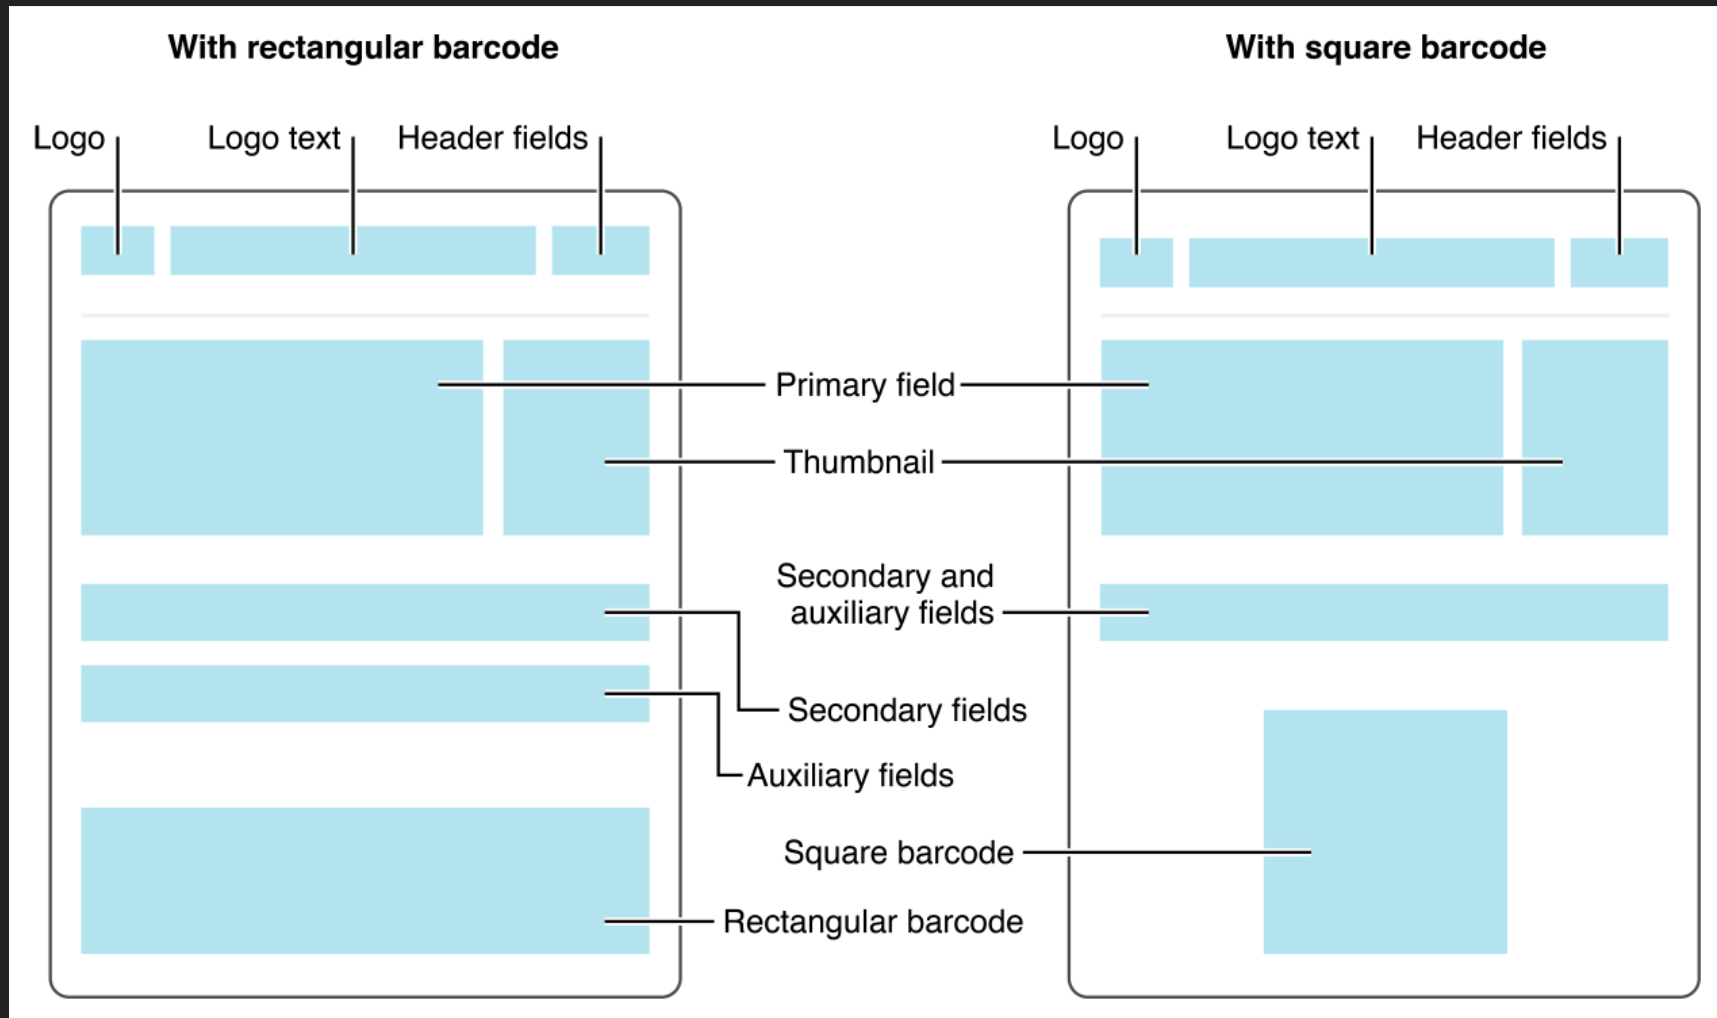 With rectangular barcode
With square barcode
Logo
Logo text
Header fields
Logo
Logo text
Header fields
Primary field
Thumbnail
Secondary and
auxiliary fields
Secondary fields
Auxiliary fields
Square barcode
Rectangular barcode